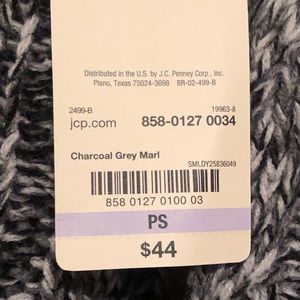 Distributed in the U.S. by J.C. Penney Corp., Inc.
Plano, Texas 75024-3698 BR-02-499-B
2499-B 19963-8
jcp.com 858-0127 0034
Charcoal Grey Marl
SMLDY25836049
858 0127 0100 03
PS
$44